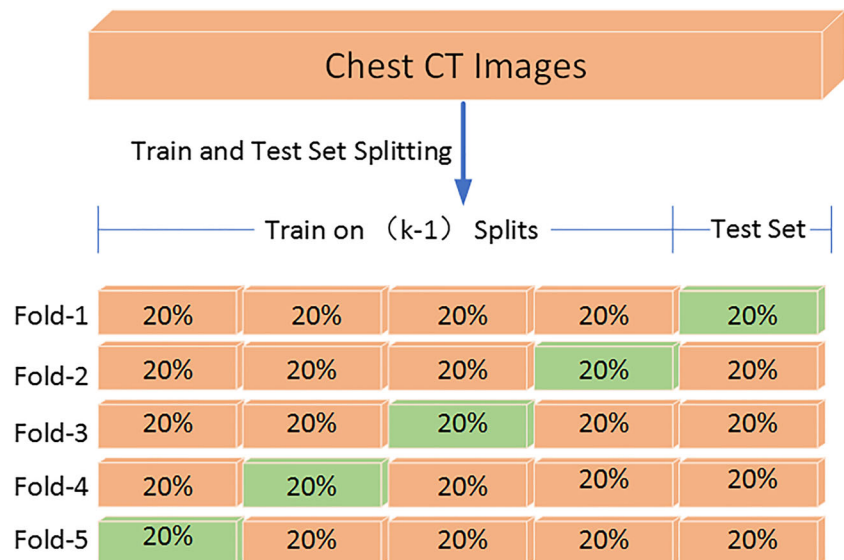 Chest CT Images
Train and Test Set Splitting
Train on （k-1） Splits Test Set
Fold-1 20% 20% 20% 20% 20%
Fold-2 20% 20% 20% 20% 20%
Fold-3 20% 20% 20% 20% 20%
Fold-4 20% 20% 20% 20% 20%
Fold-5 20% 20% 20% 20% 20%